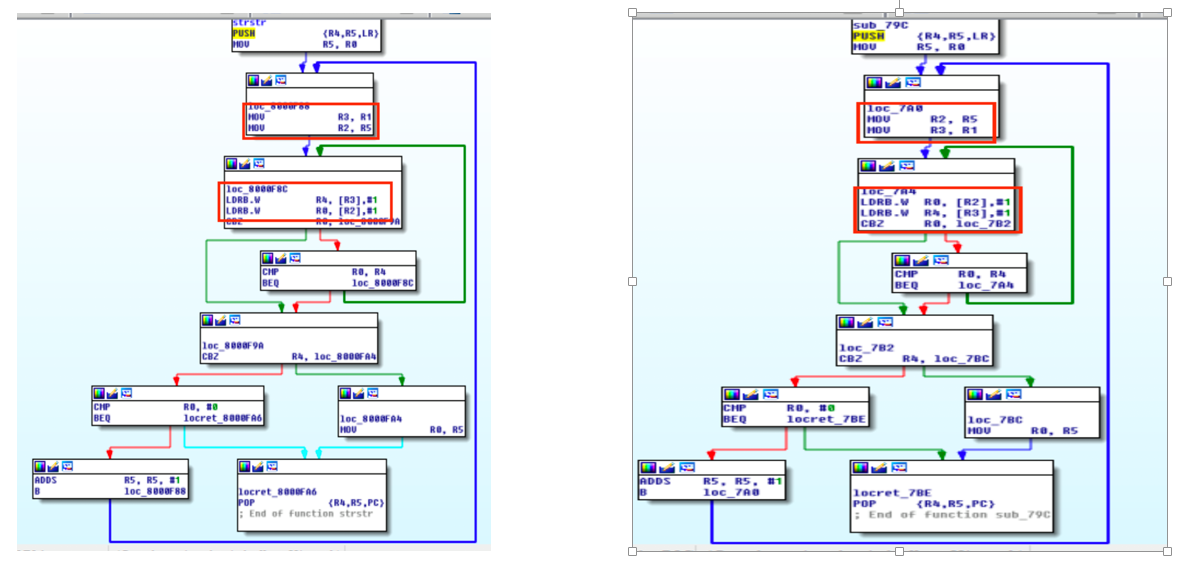 strstr
PUSH {R4,R5,LR}
MOV R5, R0
loc_8000F88
MOV R3, R1
MOV R2, R5
loc_8000F8C
LDRB.W R4, [R3],#1
LDRB.W R0, [R2],#1
CBZ R0, loc_8000F9A
CMP R0, R4
BEQ loc_8000F8C
loc_8000F9A
CBZ R4, loc_8000FA4
CMP R0, #0
BEQ locret_8000FA6
loc_8000FA4
MOV R0, R5
ADDS R5, R5, #1
B loc_8000F88
locret_8000FA6
POP {R4,R5,PC}
; End of function strstr
sub_79C
PUSH {R4,R5,LR}
MOV R5, R0
loc_7A0
MOV R2, R5
MOV R3, R1
loc_7A4
LDRB.W R0, [R2],#1
LDRB.W R4, [R3],#1
CBZ R0, loc_7B2
CMP R0, R4
BEQ loc_7A4
loc_7B2
CBZ R4, loc_7BC
CMP R0, #0
BEQ locret_7BE
loc_7BC
MOV R0, R5
ADDS R5, R5, #1
B loc_7A0
locret_7BE
POP {R4,R5,PC}
; End of function sub_79C